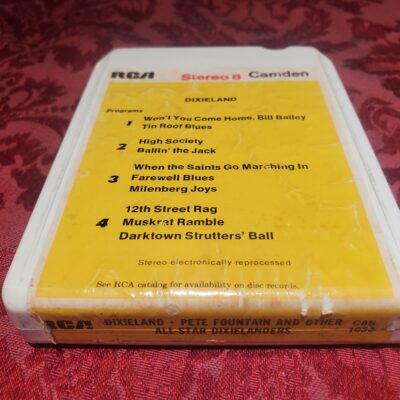 RCA Stereo 8 Camden
DIXIELAND
Programs
1 Won't You Come Home, Bill Bailey
Tin Roof Blues
2 High Society
Ballin' the Jack
When the Saints Go Marching In
3 Farewell Blues
Milenberg Joys
12th Street Rag
4 Muskrat Ramble
Darktown Strutters' Ball
Stereo electronically reprocessed
See RCA catalog for availability on disc records.
RCA DIXIELAND • PETE FOUNTAIN AND OTHER C8S
ALL-STAR DIXIELANDERS